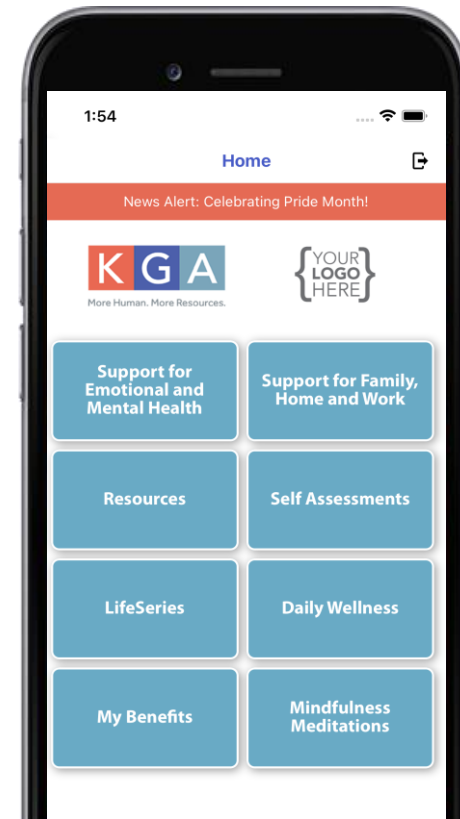 1:54
Home
News Alert: Celebrating Pride Month!
KGA
More Human. More Resources.
{YOUR
LOGO
HERE}
Support for
Emotional and
Mental Health
Support for Family,
Home and Work
Resources
Self Assessments
LifeSeries
Daily Wellness
My Benefits
Mindfulness
Meditations